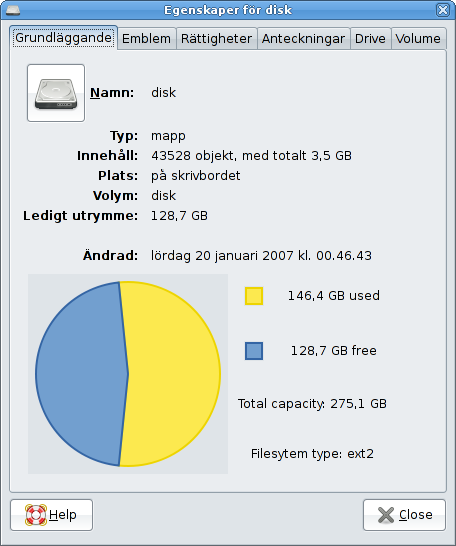 Egenskaper för disk
Grundläggande Emblem Rättigheter Anteckningar Drive Volume
Namn: disk
Typ: mapp
Innehåll: 43528 objekt, med totalt 3,5 GB
Plats: på skrivbordet
Volym: disk
Ledigt utrymme: 128,7 GB
Ändrad: lördag 20 januari 2007 kl. 00.46.43
146,4 GB used
128,7 GB free
Total capacity: 275,1 GB
Filesytem type: ext2
Help Close